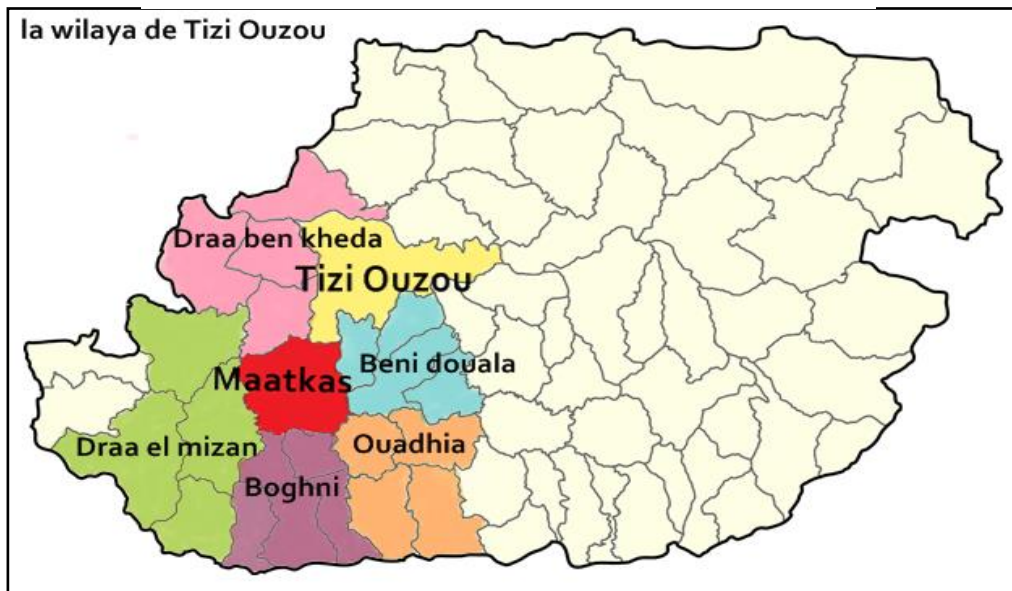 la wilaya de Tizi Ouzou
Draa ben kheda
Tizi Ouzou
Beni douala
Maatkas
Draa el mizan
Ouadhia
Boghni